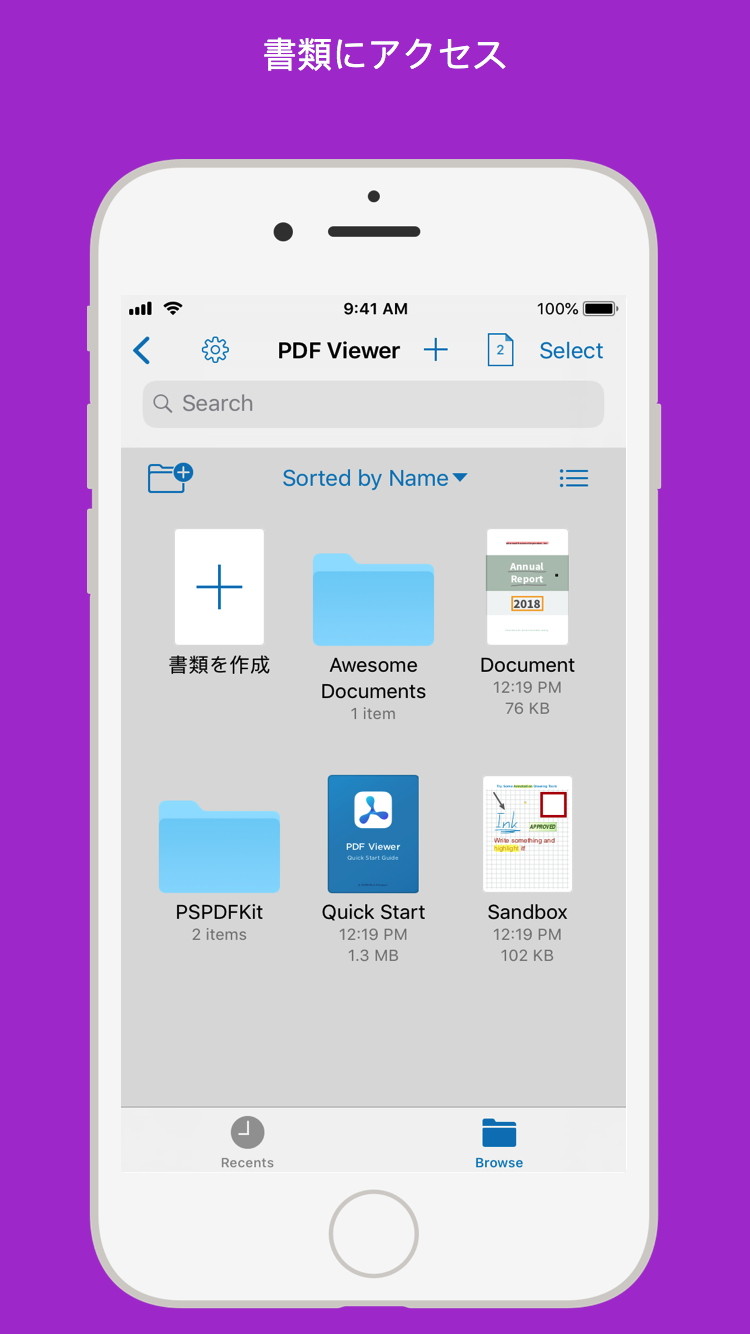 書類にアクセス
9:41 AM
100%
PDF Viewer
2
Select
Search
Sorted by Name
書類を作成
Awesome
Documents
1 item
Annual
Report
2018
Document
12:19 PM
76 KB
PSPDFKit
2 items
PDF Viewer
Quick Start Guide
Quick Start
12:19 PM
1.3 MB
Ink
APPROVED
Write something and
highlight it!
Sandbox
12:19 PM
102 KB
Recents
Browse